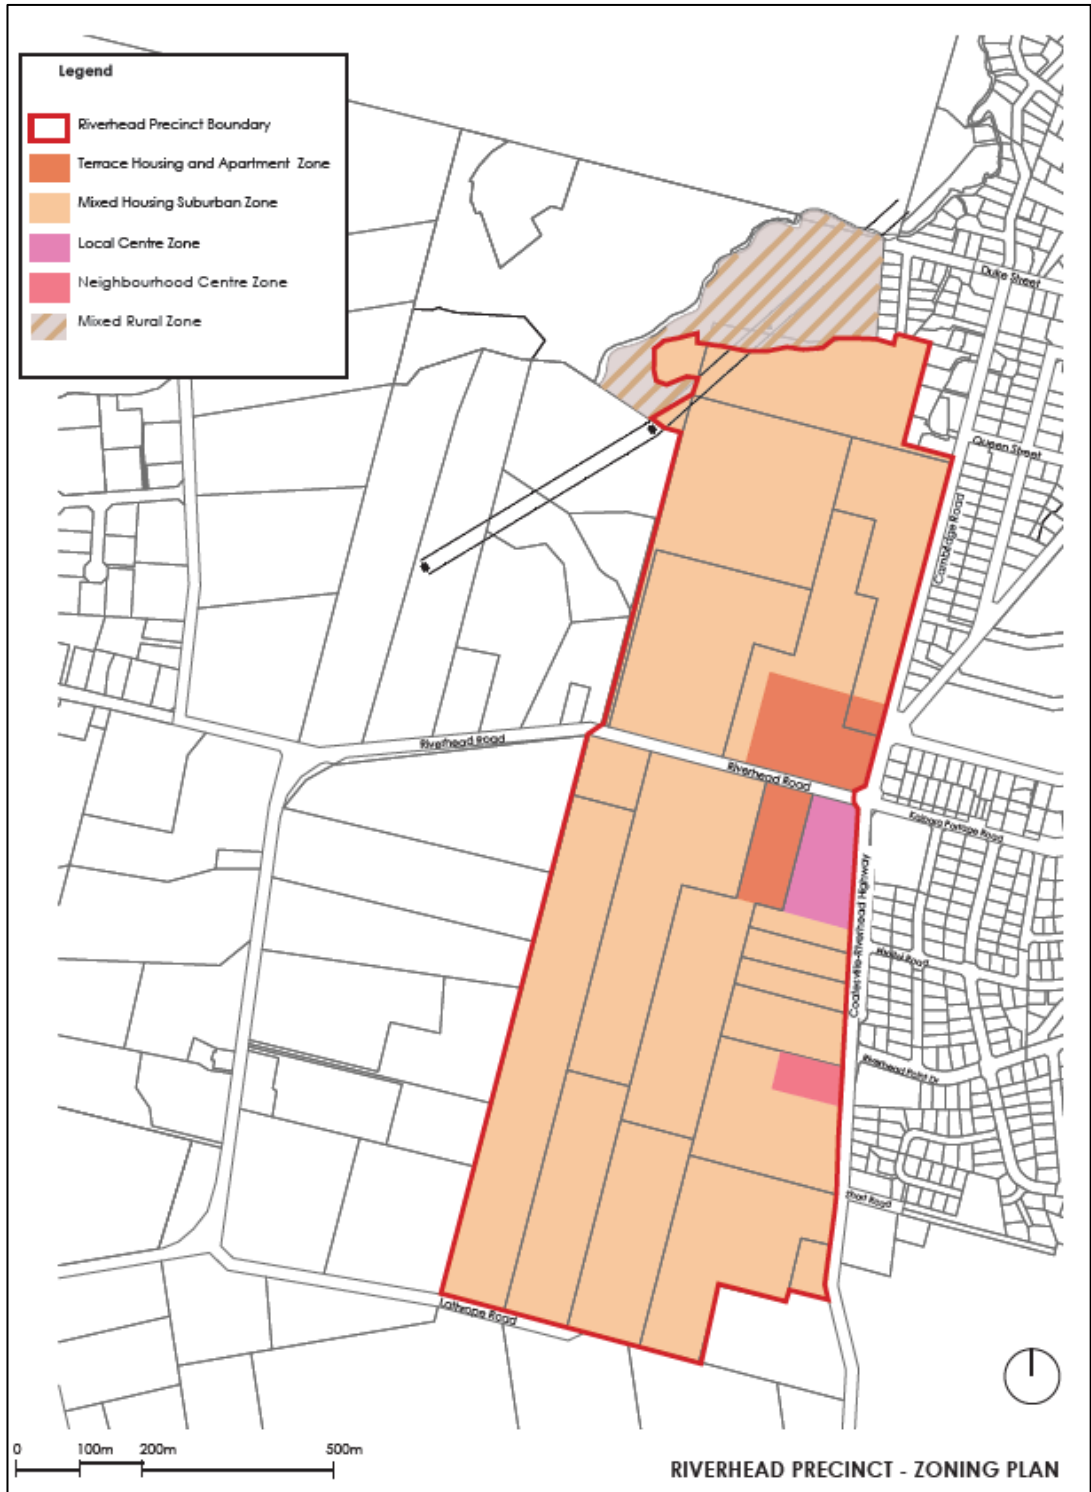 Legend
Riverhead Precinct Boundary
Terrace Housing and Apartment Zone
Mixed Housing Suburban Zone
Local Centre Zone
Neighbourhood Centre Zone
Mixed Rural Zone
Duke Street
Queen Street
Cambridge Road
Riverhead Road
Riverhead Road
Kaipara Portage Road
Coatesville-Riverhead Highway
Road
Riverhead Point Dr
Short Road
Lathrope Road
0 100m 200m 500m
RIVERHEAD PRECINCT - ZONING PLAN